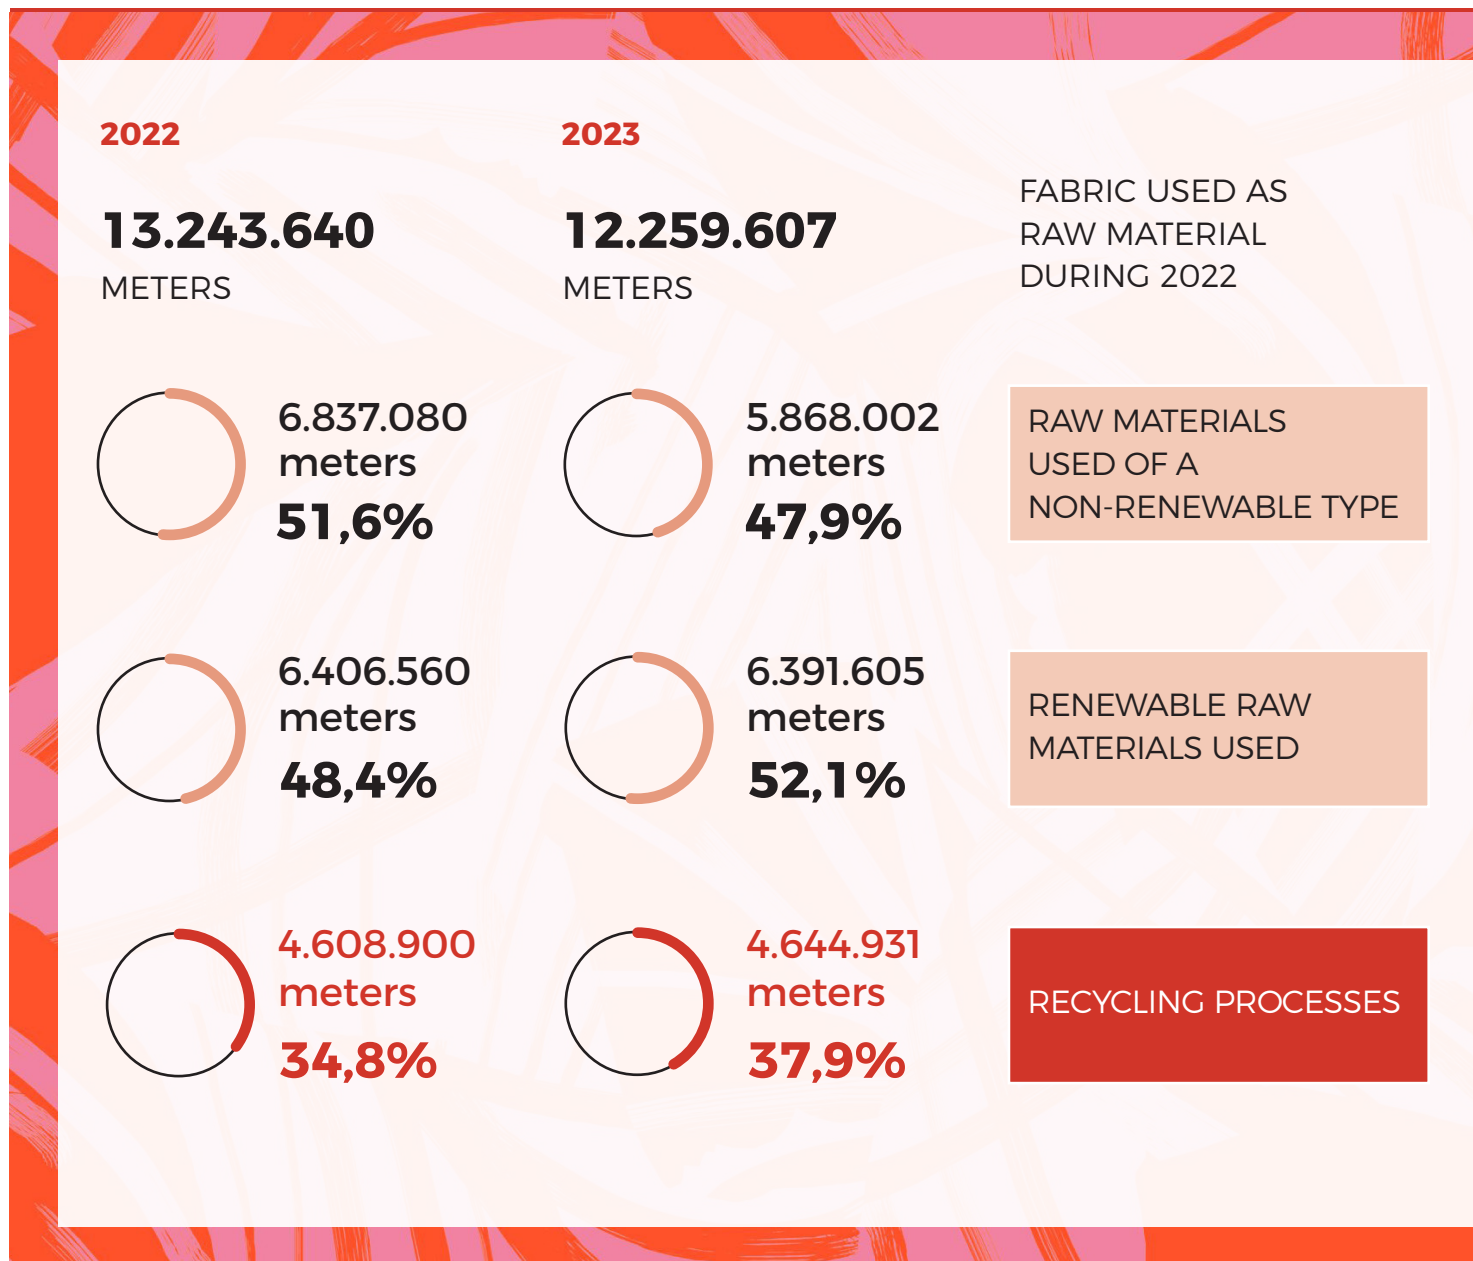 2022
13.243.640
METERS
2023
12.259.607
METERS
FABRIC USED AS
RAW MATERIAL
DURING 2022
6.837.080
meters
51,6%
5.868.002
meters
47,9%
RAW MATERIALS
USED OF A
NON-RENEWABLE TYPE
6.406.560
meters
48,4%
6.391.605
meters
52,1%
RENEWABLE RAW
MATERIALS USED
4.608.900
meters
34,8%
4.644.931
meters
37,9%
RECYCLING PROCESSES